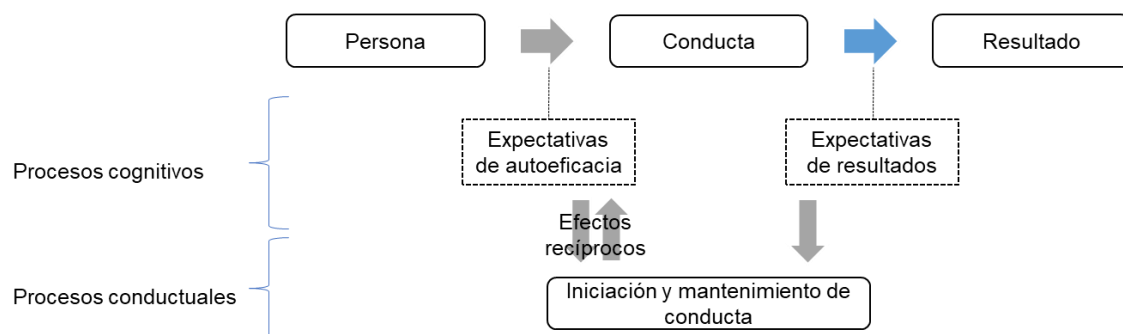 Persona
Conducta
Resultado
Expectativas
de autoeficacia
Expectativas
de resultados
Procesos cognitivos
Efectos
recíprocos
Procesos conductuales
Iniciación y mantenimiento de
conducta